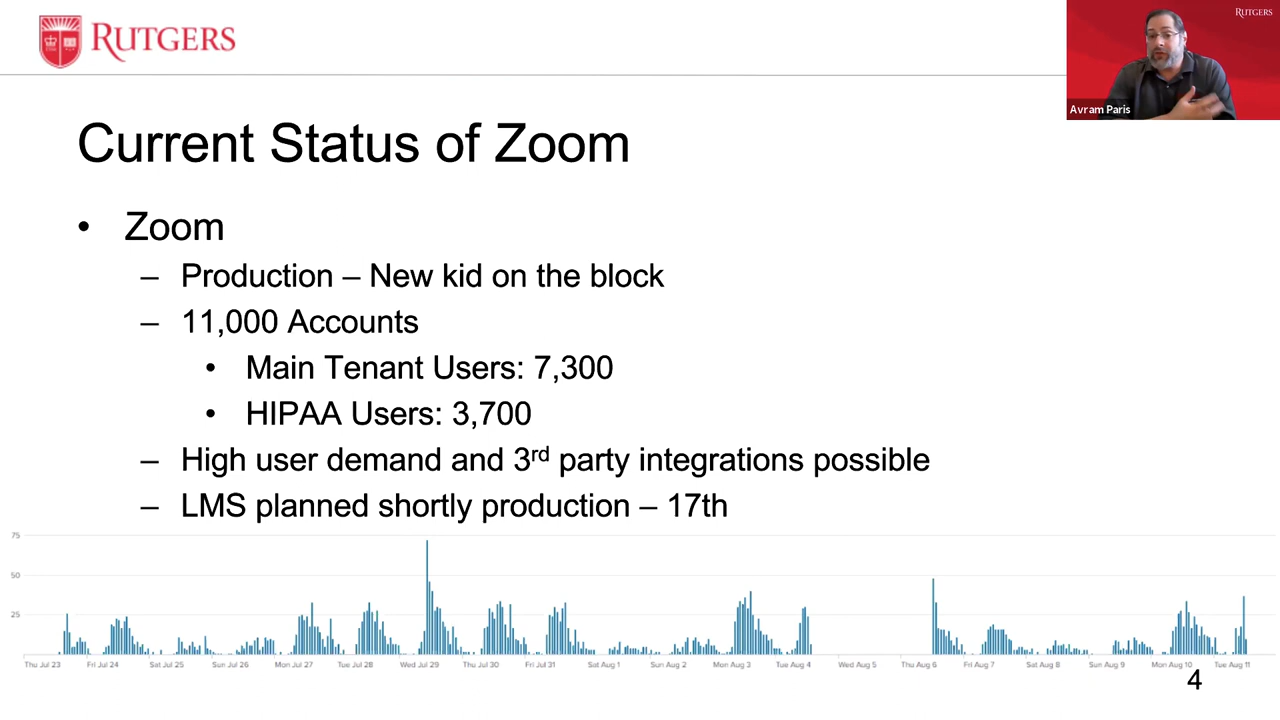 RUTGERS
RUTGERS
Avram Paris
Current Status of Zoom
• Zoom
– Production – New kid on the block
– 11,000 Accounts
• Main Tenant Users: 7,300
• HIPAA Users: 3,700
– High user demand and 3rd party integrations possible
– LMS planned shortly production – 17th
75
50
25
Thu Jul 23 Fri Jul 24 Sat Jul 25 Sun Jul 26 Mon Jul 27 Tue Jul 28 Wed Jul 29 Thu Jul 30 Fri Jul 31 Sat Aug 1 Sun Aug 2 Mon Aug 3 Tue Aug 4 Wed Aug 5 Thu Aug 6 Fri Aug 7 Sat Aug 8 Sun Aug 9 Mon Aug 10 Tue Aug 11
4